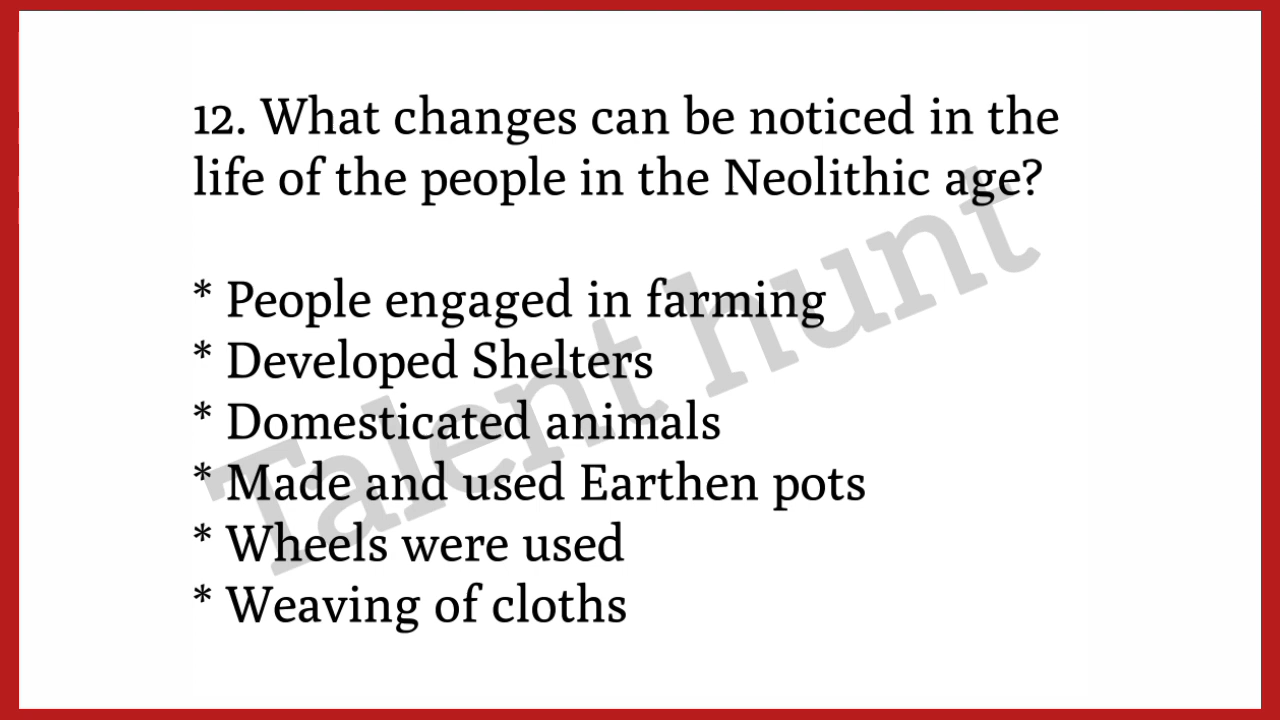 12. What changes can be noticed in the
life of the people in the Neolithic age?
* People engaged in farming
* Developed Shelters
* Domesticated animals
* Made and used Earthen pots
* Wheels were used
* Weaving of cloths
Talent hunt